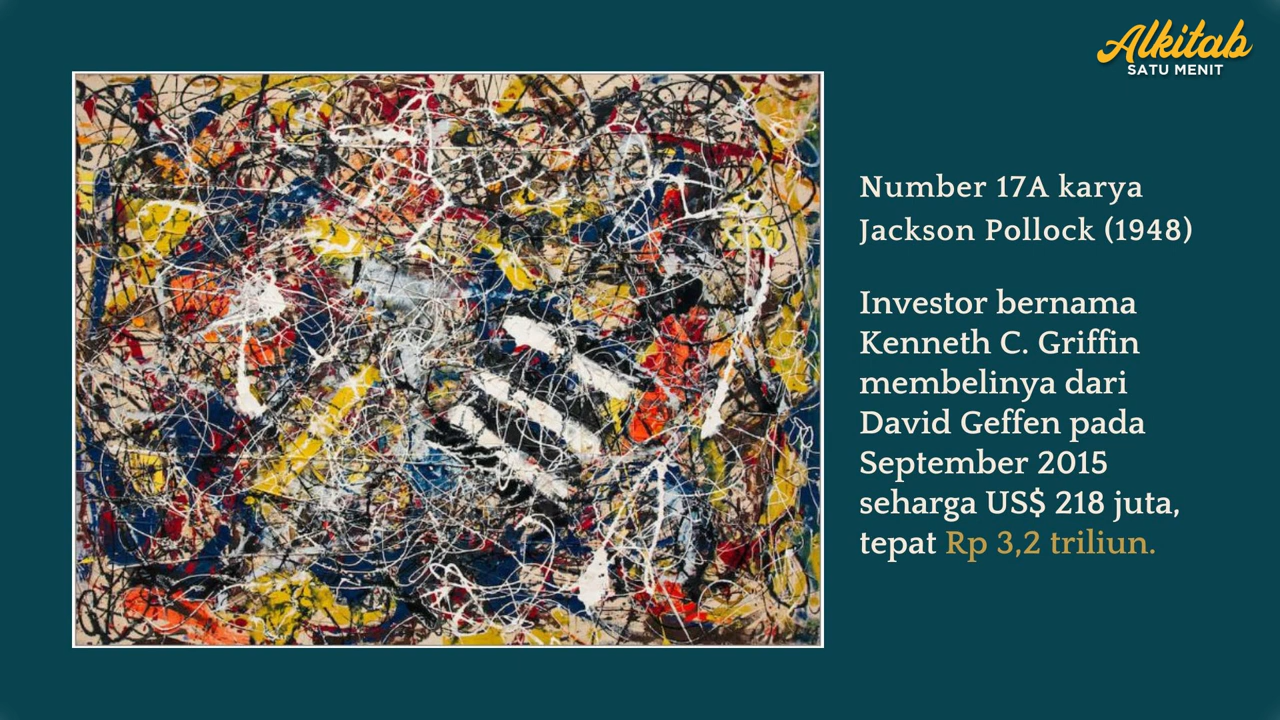 Alkitab
SATU MENIT
Number 17A karya
Jackson Pollock (1948)
Investor bernama
Kenneth C. Griffin
membelinya dari
David Geffen pada
September 2015
seharga US$ 218 juta,
tepat Rp 3,2 triliun.